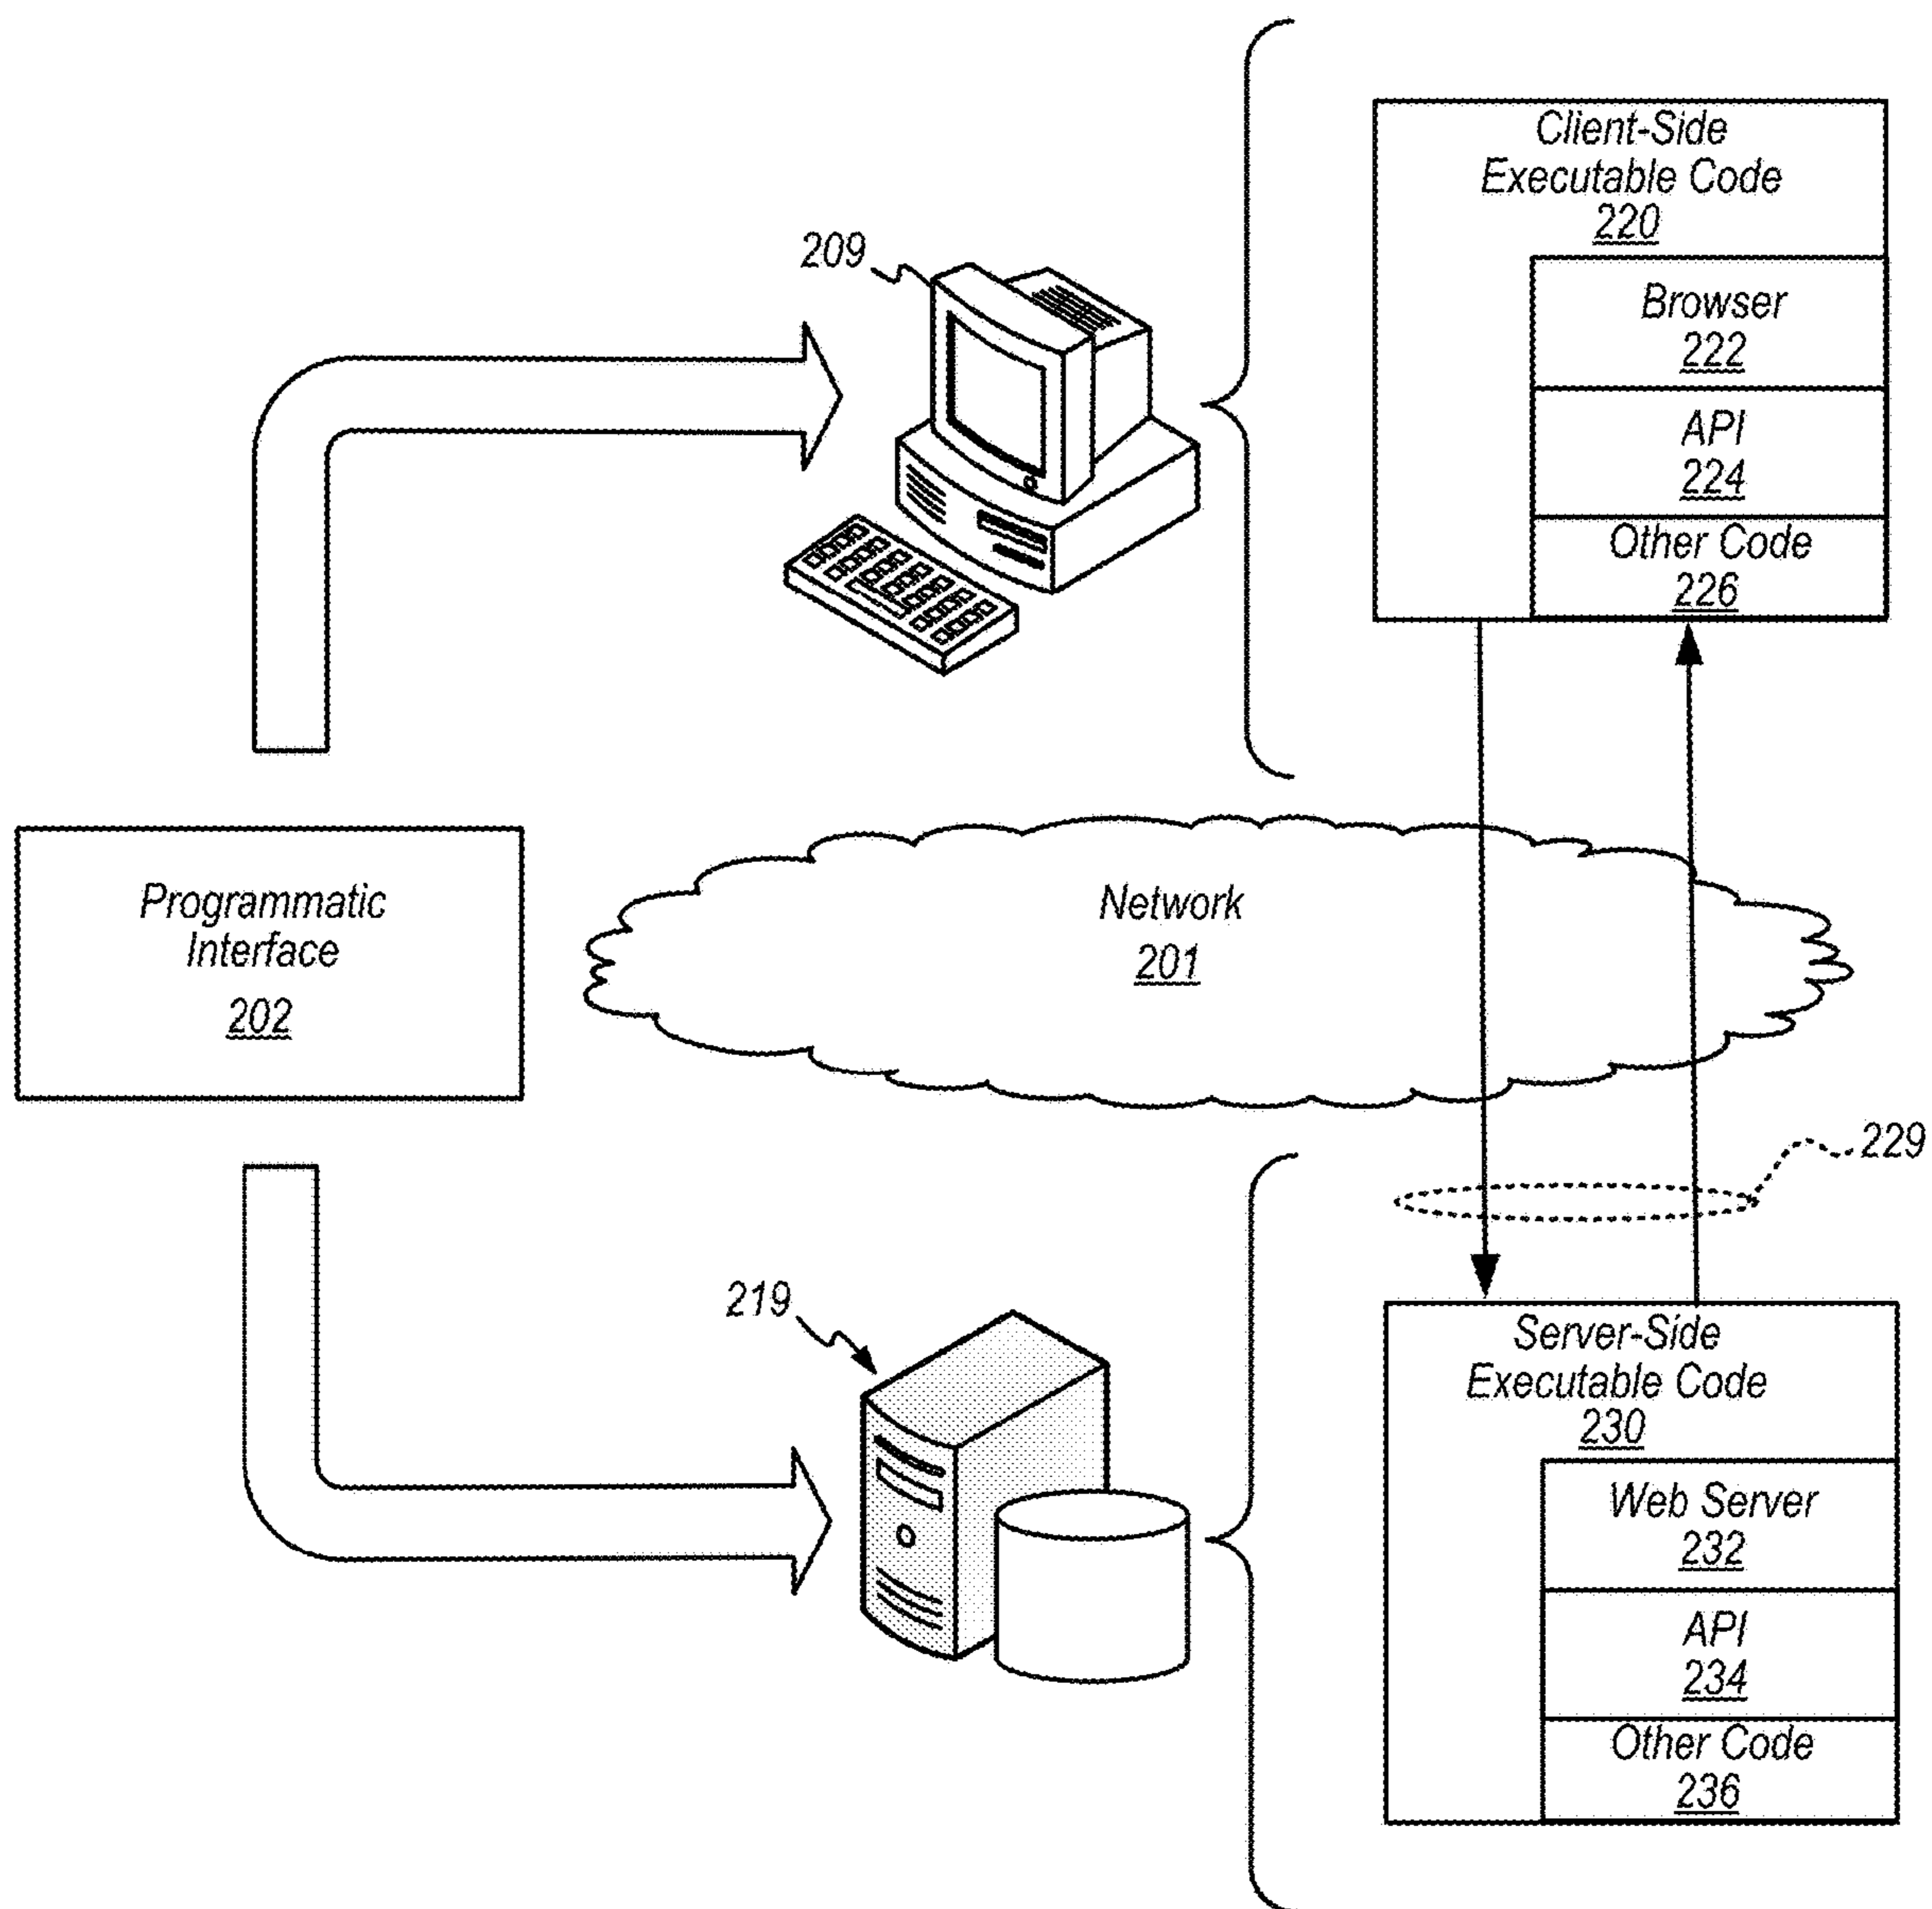 Client-Side
Executable Code
220
Browser
222
API
224
Other Code
226
209
Programmatic
Interface
202
Network
201
229
219
Server-Side
Executable Code
230
Web Server
232
API
234
Other Code
236